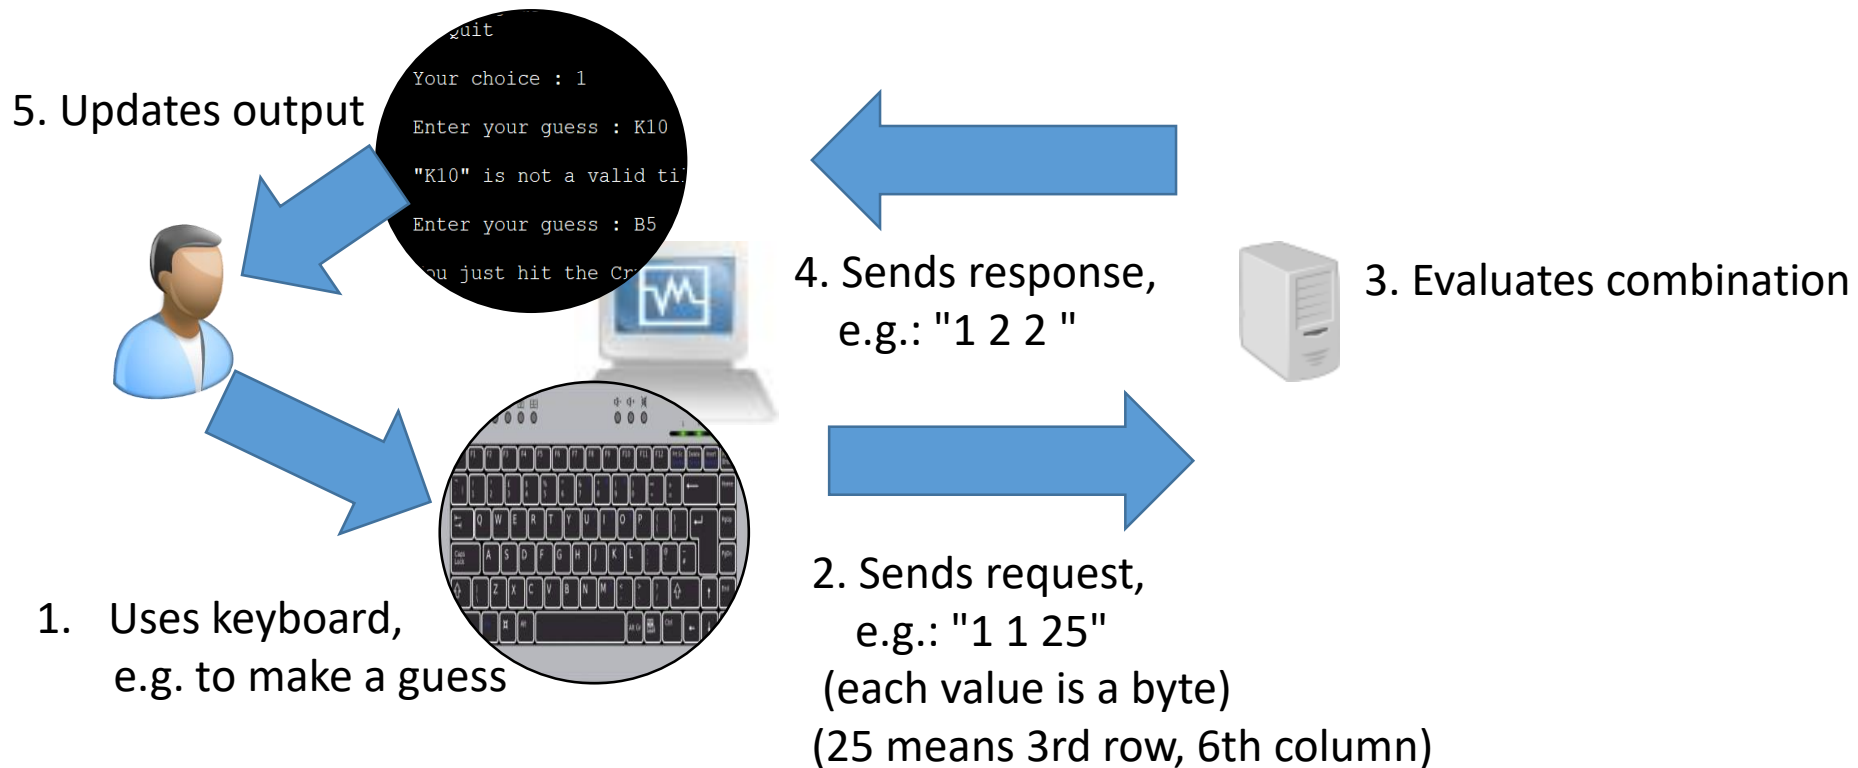 Quit
Your choice : 1
Enter your guess : K10
"K10" is not a valid
Enter your guess : B5
just hit the
5. Updates output
4. Sends response,
e.g.: "1 2 2 "
3. Evaluates combination
1. Uses keyboard,
e.g. to make a guess
2. Sends request,
e.g.: "1 1 25"
(each value is a byte)
(25 means 3rd row, 6th column)
Q W E R T Y U I O P
A S D F G H J K L
Z X C V B N M